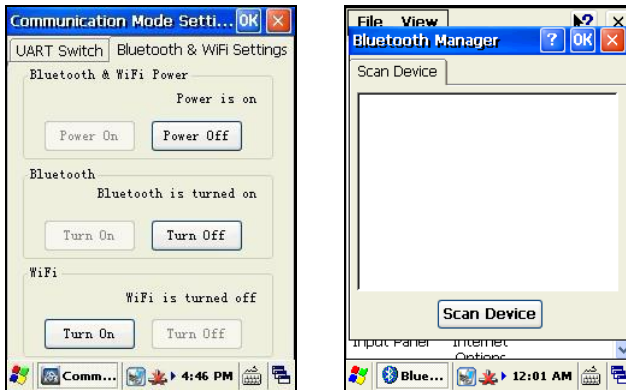 Communication Mode Setti... OK
UART Switch Bluetooth & WiFi Settings
Bluetooth & WiFi Power
Power is on
Power On Power Off
Bluetooth
Bluetooth is turned on
Turn On Turn Off
WiFi
WiFi is turned off
Turn On Turn Off
Comm... 4:46 PM
File View ?
Bluetooth Manager ? OK
Scan Device
Scan Device
Input Panel Internet
Options
Blue... 12:01 AM